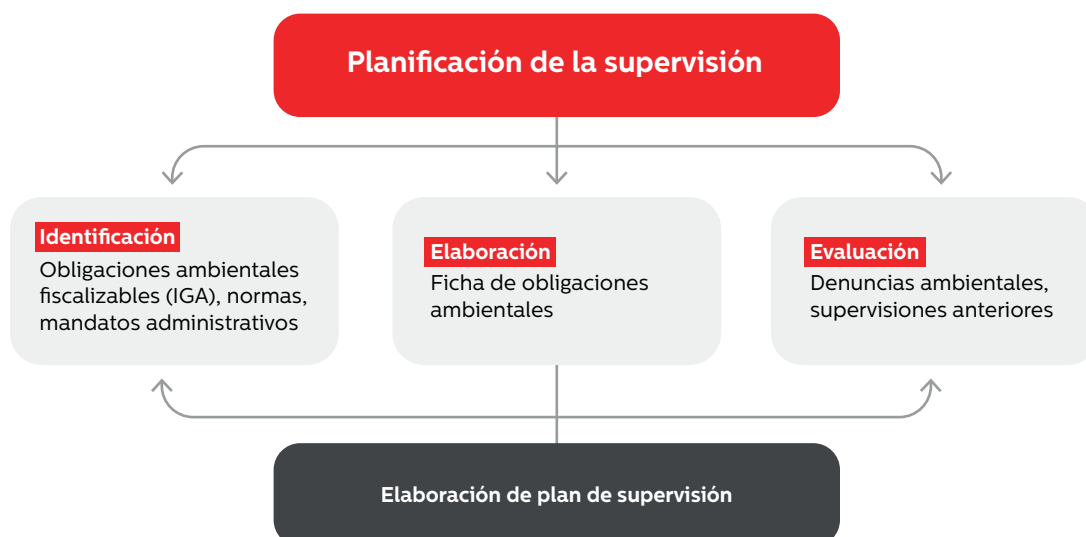 Planificación de la supervisión
Identificación
Obligaciones ambientales
fiscalizables (IGA), normas,
mandatos administrativos
Elaboración
Ficha de obligaciones
ambientales
Evaluación
Denuncias ambientales,
supervisiones anteriores
Elaboración de plan de supervisión